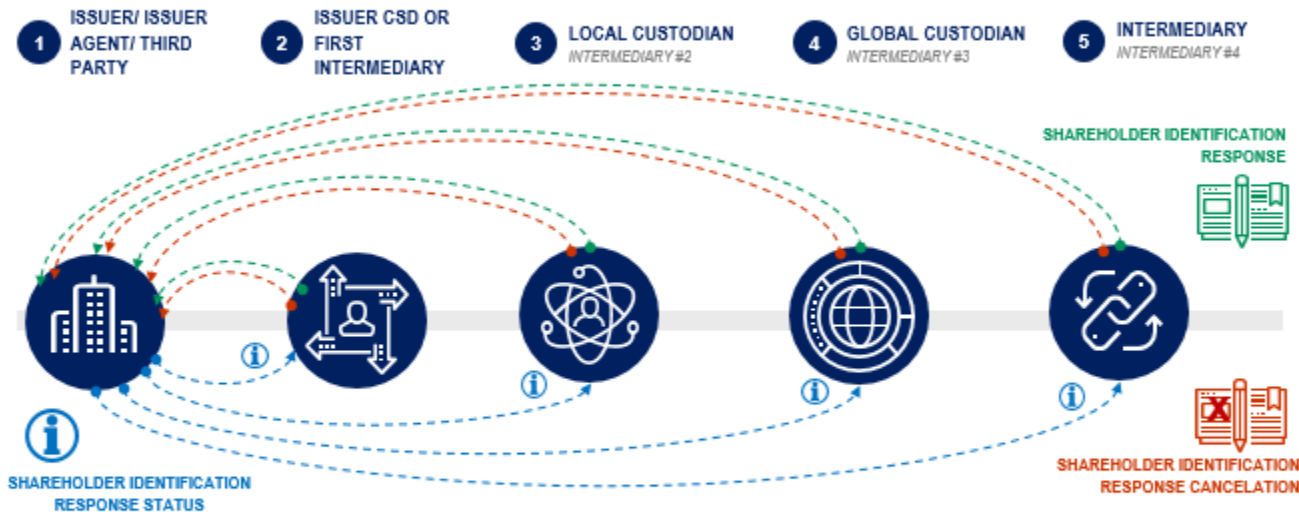 1
ISSUER/ ISSUER
AGENT/ THIRD
PARTY
2
ISSUER CSD OR
FIRST
INTERMEDIARY
3
LOCAL CUSTODIAN
INTERMEDIARY #2
4
GLOBAL CUSTODIAN
INTERMEDIARY #3
5
INTERMEDIARY
INTERMEDIARY #4
SHAREHOLDER IDENTIFICATION
RESPONSE
i
i
i
i
i
X
SHAREHOLDER IDENTIFICATION
RESPONSE STATUS
SHAREHOLDER IDENTIFICATION
RESPONSE CANCELATION